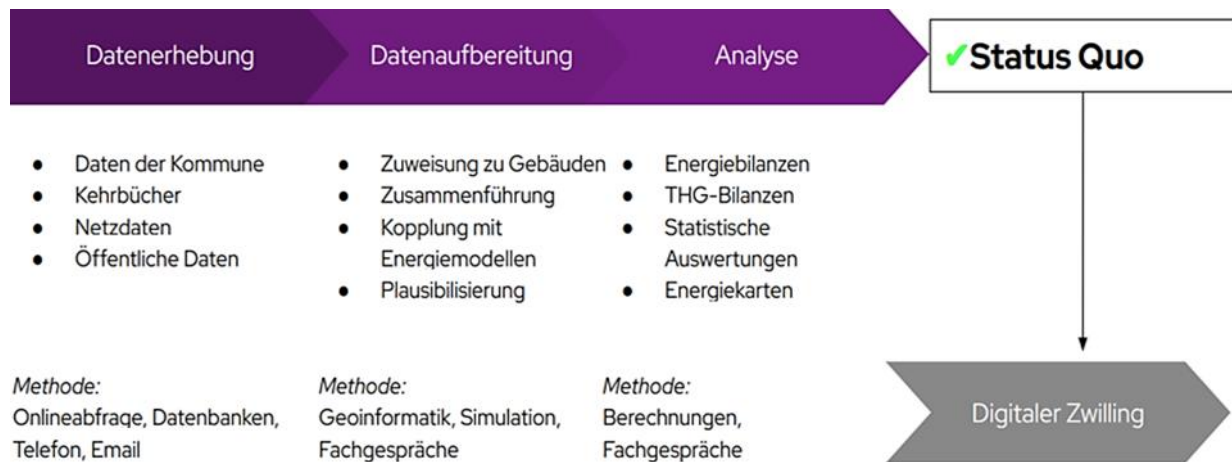 Datenerhebung
Datenaufbereitung
Analyse
✔Status Quo
● Daten der Kommune
● Kehrbücher
● Netzdaten
● Öffentliche Daten
● Zuweisung zu Gebäuden
● Zusammenführung
● Kopplung mit
Energiemodellen
● Plausibilisierung
● Energiebilanzen
● THG-Bilanzen
● Statistische
Auswertungen
● Energiekarten
Methode:
Onlineabfrage, Datenbanken,
Telefon, Email
Methode:
Geoinformatik, Simulation,
Fachgespräche
Methode:
Berechnungen,
Fachgespräche
Digitaler Zwilling